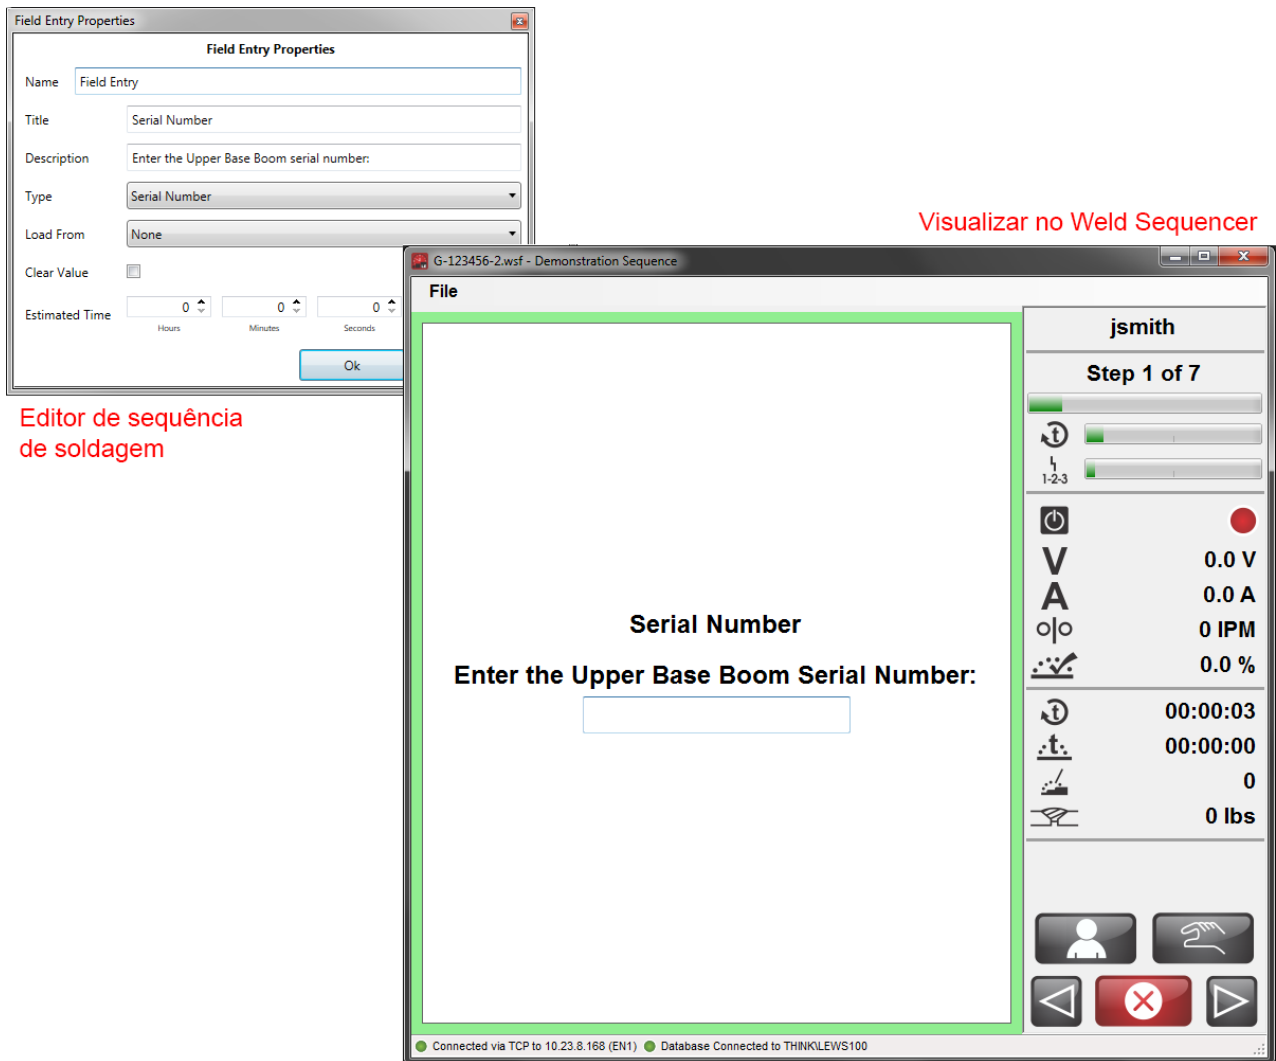 Field Entry Properties
Field Entry Properties
Name Field Entry
Title Serial Number
Description Enter the Upper Base Boom serial number:
Type Serial Number
Load From None
Clear Value
Estimated Time 0 0 0
Hours Minutes Seconds
Ok
Editor de sequência
de soldagem
Visualizar no Weld Sequencer
G-123456-2.wsf - Demonstration Sequence
File
Serial Number
Enter the Upper Base Boom Serial Number:
jsmith
Step 1 of 7
t
1-2-3
V 0.0 V
A 0.0 A
0 IPM
0.0 %
t 00:00:03
.t. 00:00:00
0
0 lbs
Connected via TCP to 10.23.8.168 (EN1) Database Connected to THINK\LEWS100